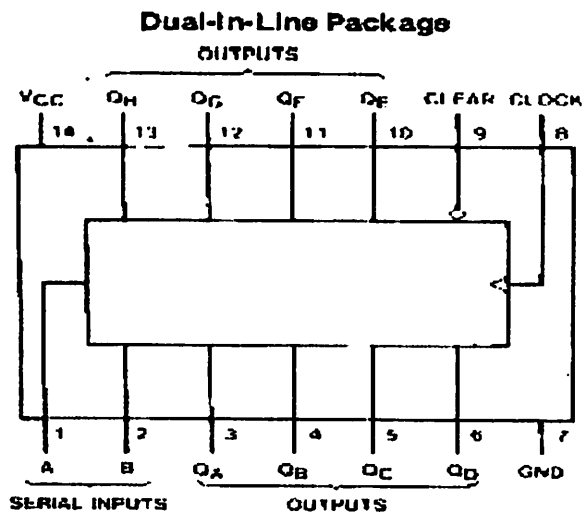 Dual-In-Line Package
OUTPUTS
VCC QH QG QF QE CLEAR CLOCK
14 13 12 11 10 9 8
1 2 3 4 5 6 7
A B QA QB QC QD GND
SERIAL INPUTS OUTPUTS